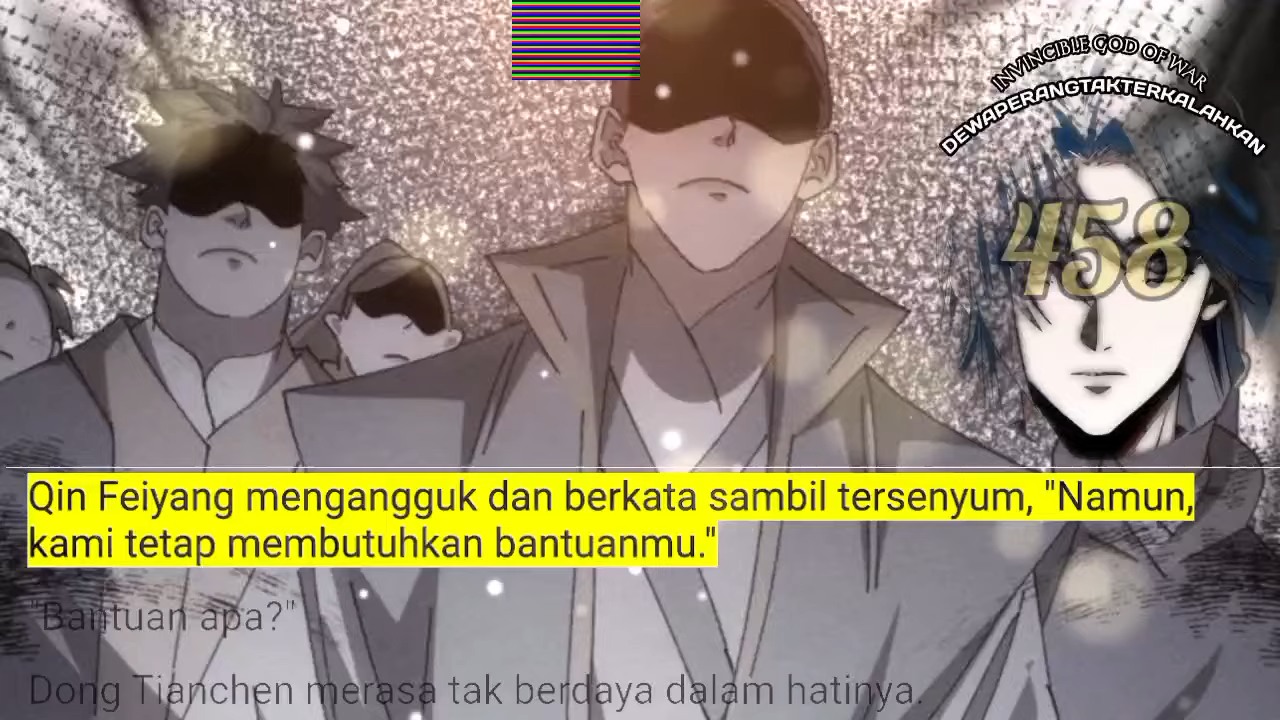 INVINCIBLE GOD OF WAR
DEWAPERANGTAKTERKALAHKAN
458
Qin Feiyang mengangguk dan berkata sambil tersenyum, "Namun,
kami tetap membutuhkan bantuanmu."
"Bantuan apa?"
Dong Tianchen merasa tak berdaya dalam hatinya.